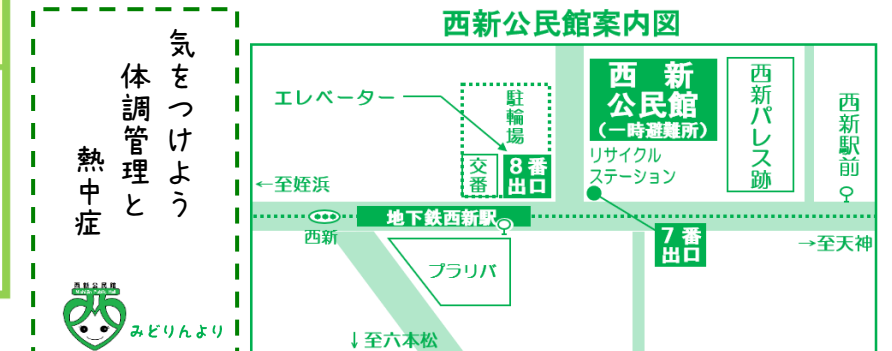 気をつけよう
体調管理と
熱中症
西新公民館
みどりんより
西新公民館案内図
エレベーター
駐輪場
交番
8番
出口
西新
公民館
(一時避難所)
リサイクル
ステーション
西新パレス跡
西新駅前
←至姪浜
地下鉄西新駅
西新
7番
出口
→至天神
プラリバ
↓至六本松